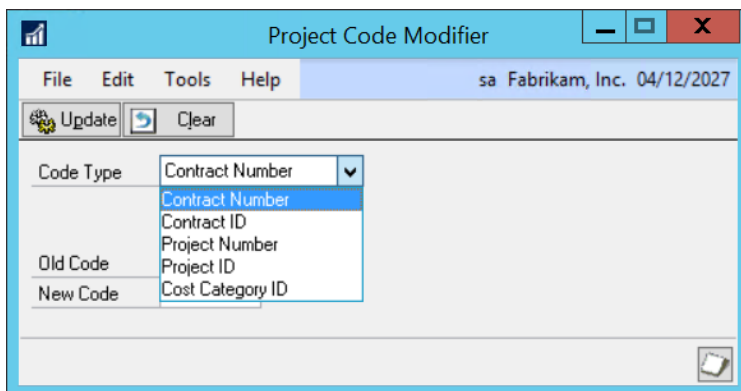 Project Code Modifier
File Edit Tools Help sa Fabrikam, Inc. 04/12/2027
Update Clear
Code Type Contract Number
Contract Number
Contract ID
Project Number
Project ID
Cost Category ID
Old Code
New Code